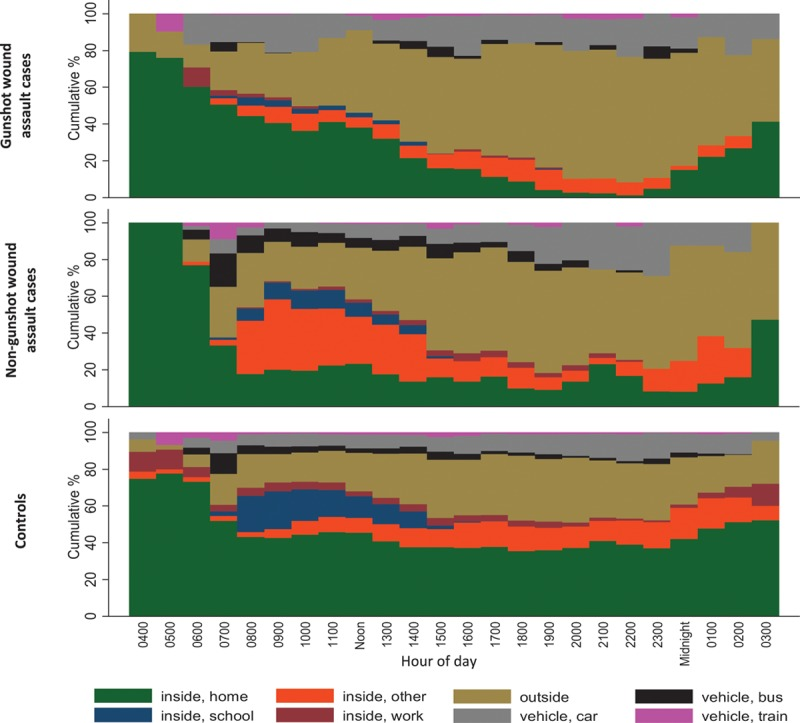 Gunshot wound
assault cases
Cumulative %
100
80
60
40
20
0
Non-gunshot wound
assault cases
Cumulative %
100
80
60
40
20
0
Controls
Cumulative %
100
80
60
40
20
0
0400 0500 0600 0700 0800 0900 1000 1100 Noon 1300 1400 1500 1600 1700 1800 1900 2000 2100 2200 2300 Midnight 0100 0200 0300
Hour of day
inside, home inside, other outside vehicle, bus
inside, school inside, work vehicle, car vehicle, train